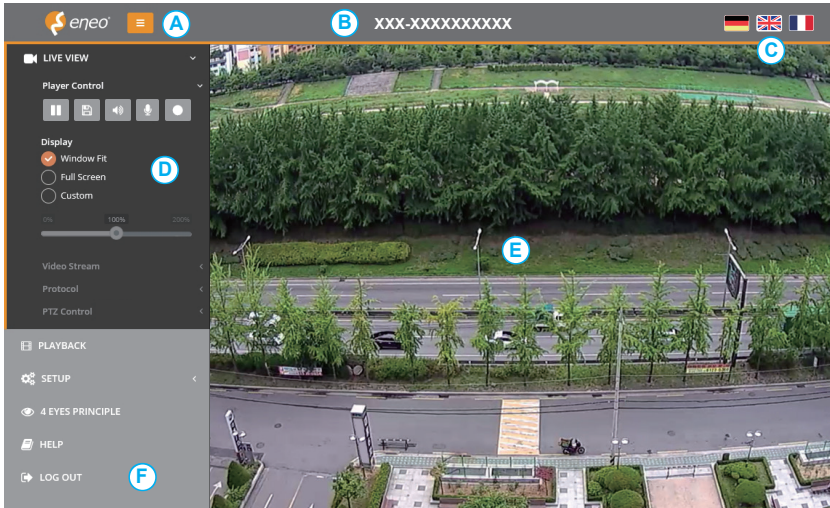 eneo
A
B
XXX-XXXXXXXXXX
C
LIVE VIEW
Player Control
Display
Window Fit
Full Screen
Custom
D
0% 100% 200%
Video Stream
Protocol
PTZ Control
E
PLAYBACK
SETUP
4 EYES PRINCIPLE
HELP
LOG OUT
F